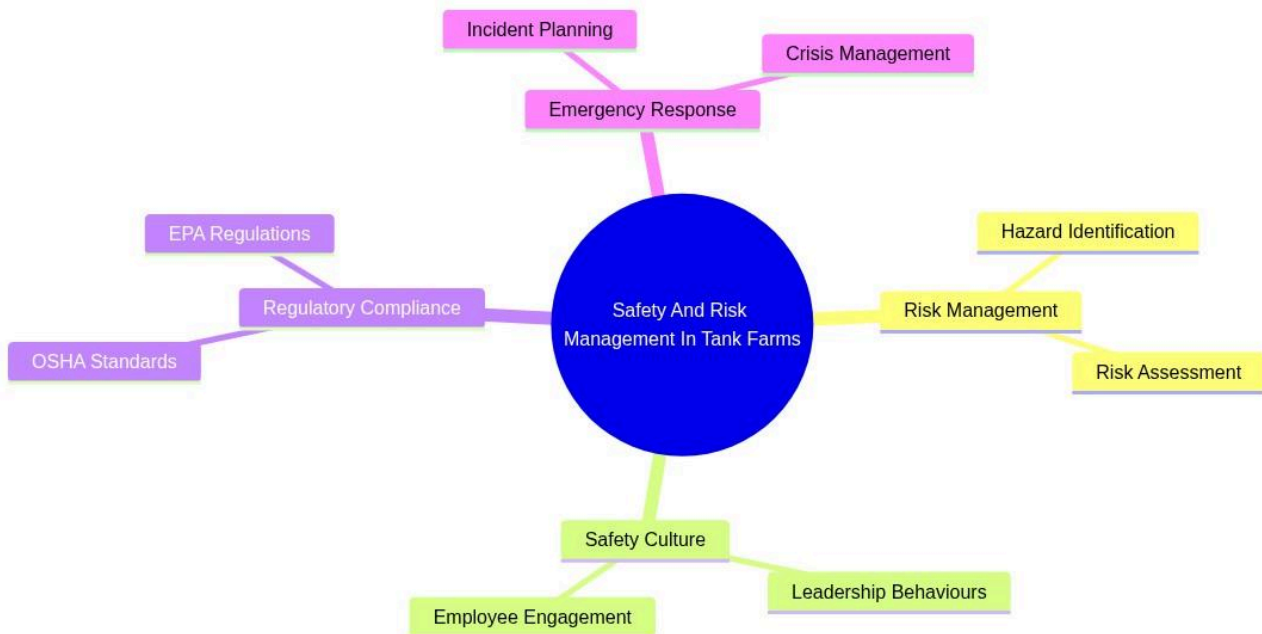 Incident Planning
Crisis Management
Emergency Response
EPA Regulations
Hazard Identification
Regulatory Compliance
Safety And Risk
Management In Tank Farms
Risk Management
OSHA Standards
Risk Assessment
Safety Culture
Leadership Behaviours
Employee Engagement